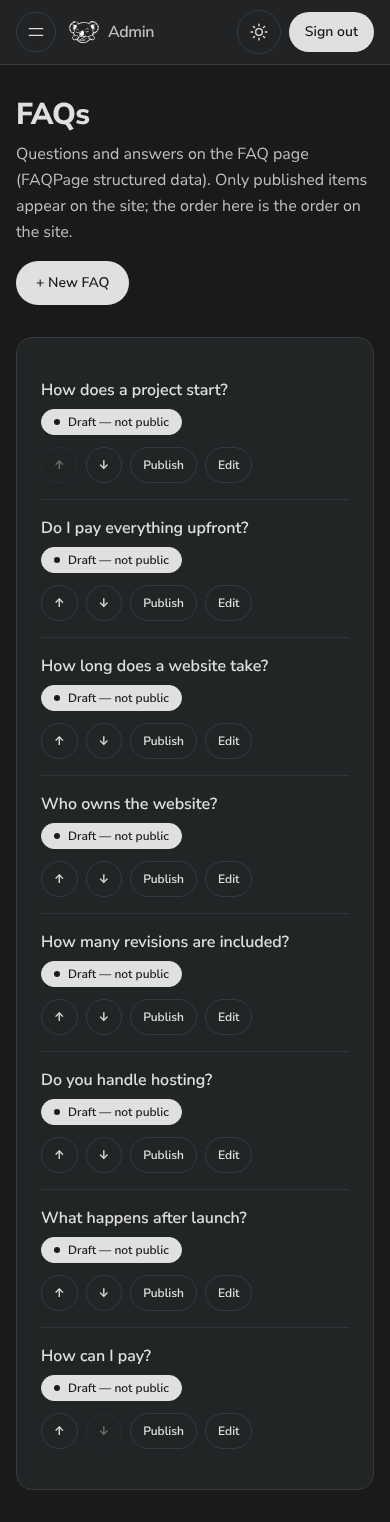 Admin
Sign out
FAQs
Questions and answers on the FAQ page
(FAQPage structured data). Only published items
appear on the site; the order here is the order on
the site.
+ New FAQ
How does a project start?
Draft — not public
↑ ↓ Publish Edit
Do I pay everything upfront?
Draft — not public
↑ ↓ Publish Edit
How long does a website take?
Draft — not public
↑ ↓ Publish Edit
Who owns the website?
Draft — not public
↑ ↓ Publish Edit
How many revisions are included?
Draft — not public
↑ ↓ Publish Edit
Do you handle hosting?
Draft — not public
↑ ↓ Publish Edit
What happens after launch?
Draft — not public
↑ ↓ Publish Edit
How can I pay?
Draft — not public
↑ ↓ Publish Edit